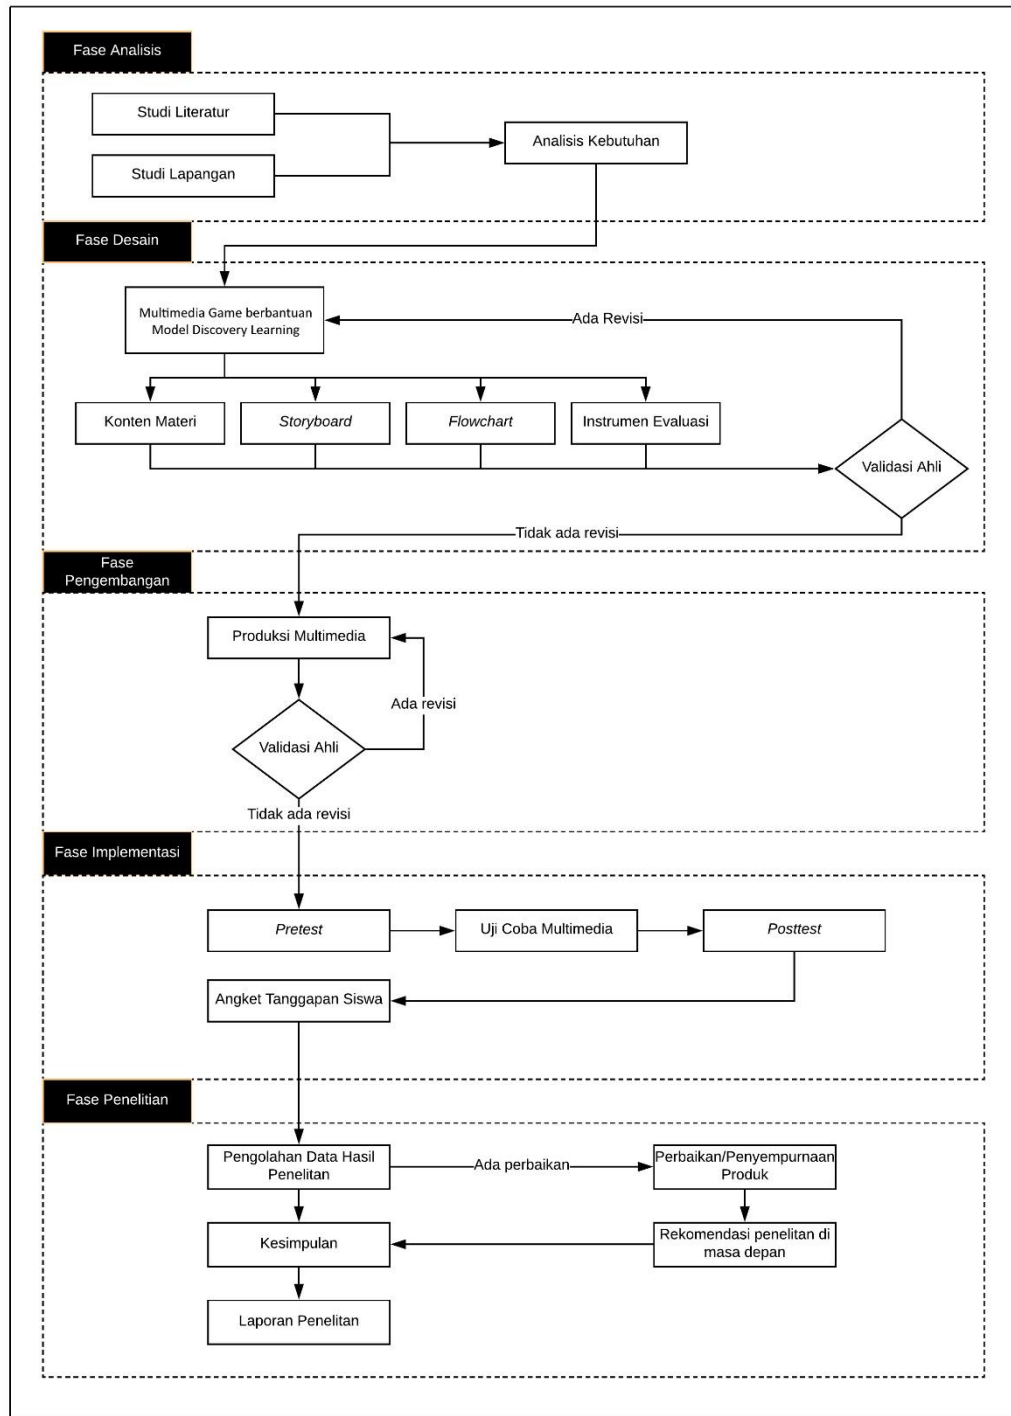 Fase Analisis
Studi Literatur
Analisis Kebutuhan
Studi Lapangan
Fase Desain
Multimedia Game berbantuan
Model Discovery Learning
Ada Revisi
Konten Materi
Storyboard
Flowchart
Instrumen Evaluasi
Validasi Ahli
Tidak ada revisi
Fase
Pengembangan
Produksi Multimedia
Ada revisi
Validasi Ahli
Tidak ada revisi
Fase Implementasi
Pretest
Uji Coba Multimedia
Posttest
Angket Tanggapan Siswa
Fase Penelitian
Pengolahan Data Hasil
Penelitan
Ada perbaikan
Perbaikan/Penyempurnaan
Produk
Kesimpulan
Rekomendasi penelitan di
masa depan
Laporan Penelitan